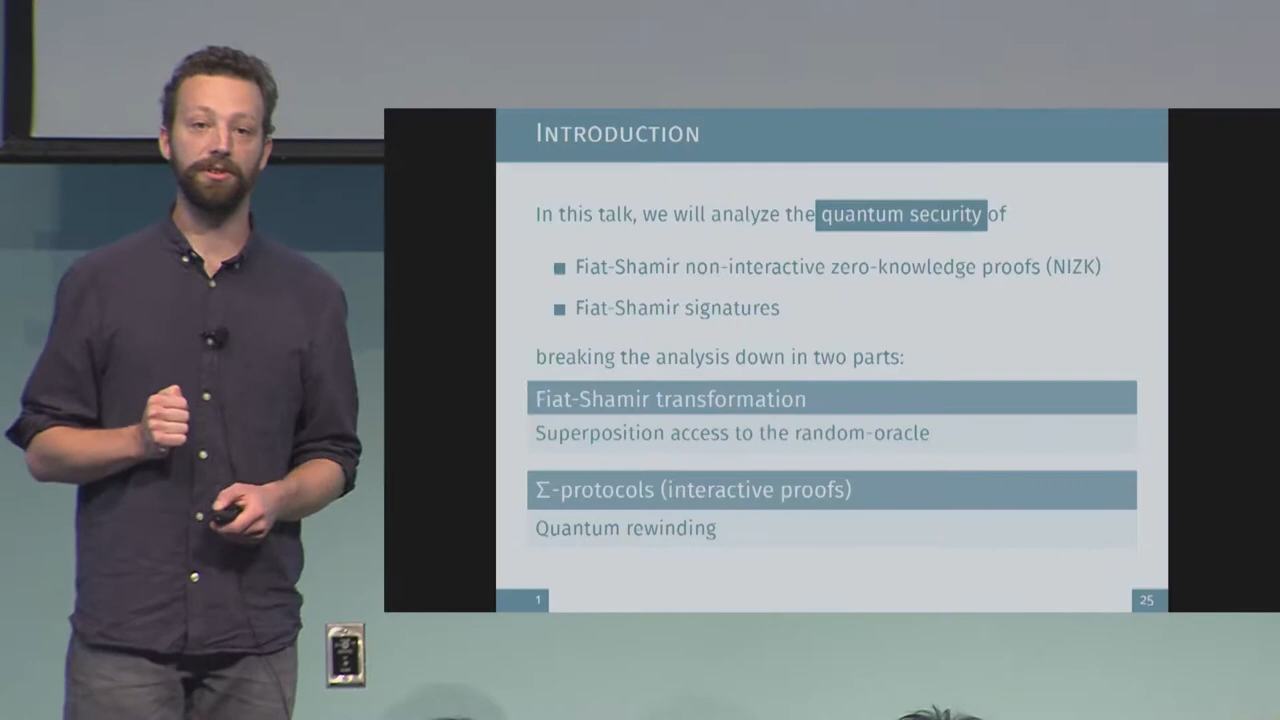 INTRODUCTION
In this talk, we will analyze the quantum security of
Fiat-Shamir non-interactive zero-knowledge proofs (NIZK)
Fiat-Shamir signatures
breaking the analysis down in two parts:
Fiat-Shamir transformation
Superposition access to the random-oracle
Σ-protocols (interactive proofs)
Quantum rewinding
1
25